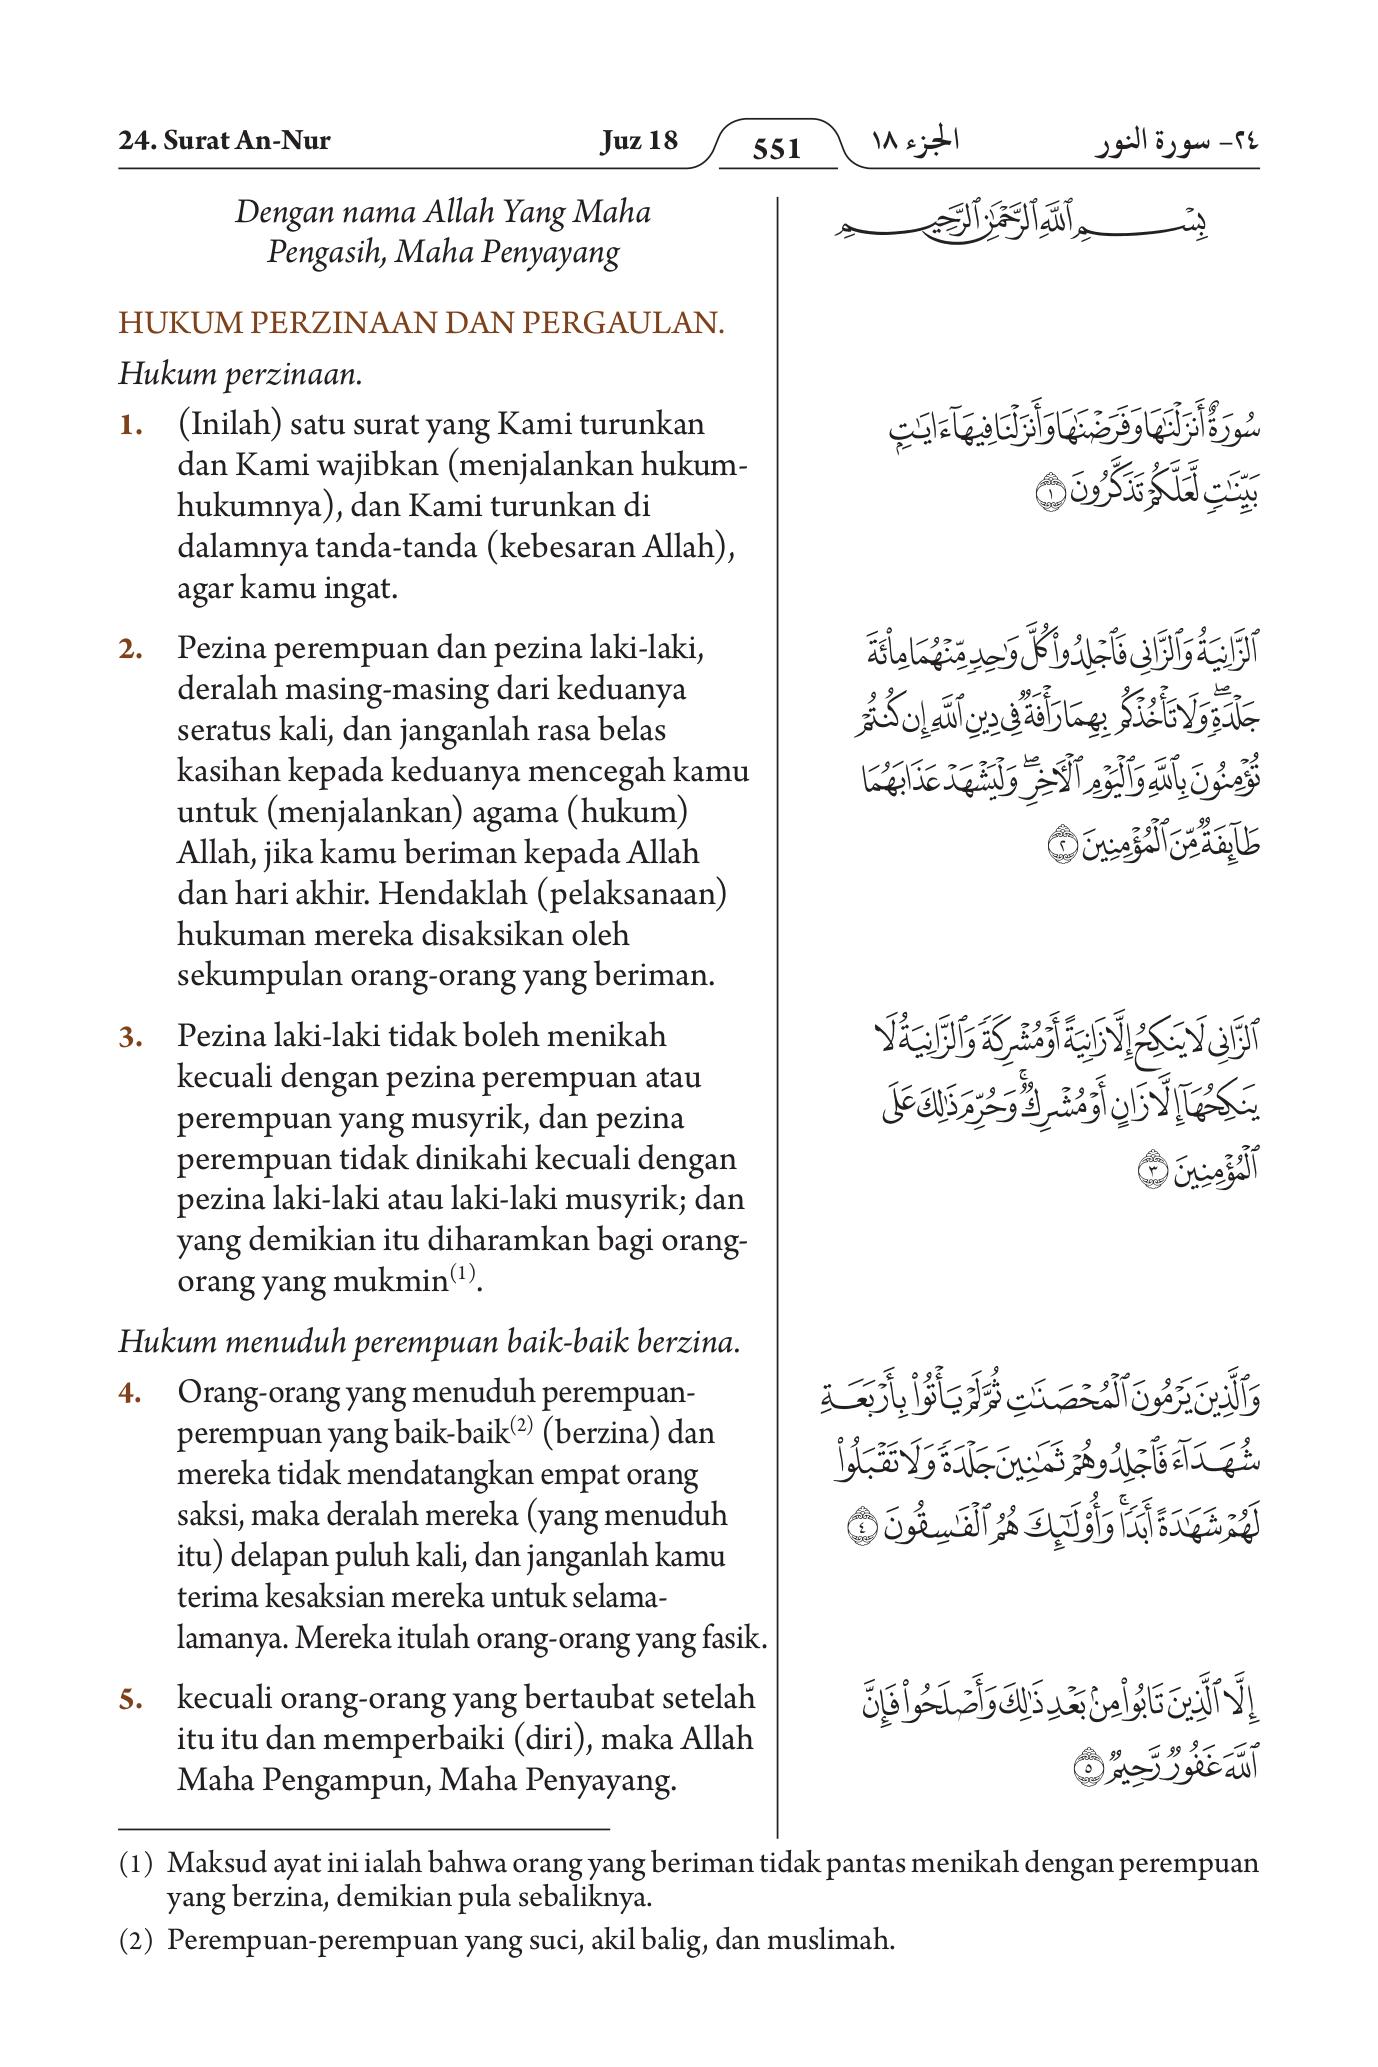 24. Surat An-Nur Juz 18 551 الجزء ١٨ ٢٤- سورة النور
Dengan nama Allah Yang Maha
Pengasih, Maha Penyayang
HUKUM PERZINAAN DAN PERGAULAN.
Hukum perzinaan.
1. (Inilah) satu surat yang Kami turunkan
dan Kami wajibkan (menjalankan hukum-
hukumnya), dan Kami turunkan di
dalamnya tanda-tanda (kebesaran Allah),
agar kamu ingat.
2. Pezina perempuan dan pezina laki-laki,
deralah masing-masing dari keduanya
seratus kali, dan janganlah rasa belas
kasihan kepada keduanya mencegah kamu
untuk (menjalankan) agama (hukum)
Allah, jika kamu beriman kepada Allah
dan hari akhir. Hendaklah (pelaksanaan)
hukuman mereka disaksikan oleh
sekumpulan orang-orang yang beriman.
3. Pezina laki-laki tidak boleh menikah
kecuali dengan pezina perempuan atau
perempuan yang musyrik, dan pezina
perempuan tidak dinikahi kecuali dengan
pezina laki-laki atau laki-laki musyrik; dan
yang demikian itu diharamkan bagi orang-
orang yang mukmin(1).
Hukum menuduh perempuan baik-baik berzina.
4. Orang-orang yang menuduh perempuan-
perempuan yang baik-baik(2) (berzina) dan
mereka tidak mendatangkan empat orang
saksi, maka deralah mereka (yang menuduh
itu) delapan puluh kali, dan janganlah kamu
terima kesaksian mereka untuk selama-
lamanya. Mereka itulah orang-orang yang fasik.
5. kecuali orang-orang yang bertaubat setelah
itu itu dan memperbaiki (diri), maka Allah
Maha Pengampun, Maha Penyayang.
بِسْمِ ٱللَّهِ ٱلرَّحْمَٰنِ ٱلرَّحِيمِ
سُورَةٌ أَنزَلْنَٰهَا وَفَرَضْنَٰهَا وَأَنزَلْنَا فِيهَآ ءَايَٰتِۭ
بَيِّنَٰتٖ لَّعَلَّكُمْ تَذَكَّرُونَ ١
ٱلزَّانِيَةُ وَٱلزَّانِي فَٱجْلِدُواْ كُلَّ وَٰحِدٖ مِّنْهُمَا مِاْئَةَ
جَلْدَةٖۖ وَلَا تَأْخُذْكُم بِهِمَا رَأْفَةٞ فِي دِينِ ٱللَّهِ إِن كُنتُمْ
تُؤْمِنُونَ بِٱللَّهِ وَٱلْيَوْمِ ٱلْأٓخِرِۖ وَلْيَشْهَدْ عَذَابَهُمَا
طَآئِفَةٞ مِّنَ ٱلْمُؤْمِنِينَ ٢
ٱلزَّانِي لَا يَنكِحُ إِلَّا زَانِيَةً أَوْ مُشْرِكَةٗ وَٱلزَّانِيَةُ لَا
يَنكِحُهَآ إِلَّا زَانٍ أَوْ مُشْرِكٞۚ وَحُرِّمَ ذَٰلِكَ عَلَى
ٱلْمُؤْمِنِينَ ٣
وَٱلَّذِينَ يَرْمُونَ ٱلْمُحْصَنَٰتِ ثُمَّ لَمْ يَأْتُواْ بِأَرْبَعَةِ
شُهَدَآءَ فَٱجْلِدُوهُمْ ثَمَٰنِينَ جَلْدَةٗ وَلَا تَقْبَلُواْ
لَهُمْ شَهَٰدَةً أَبَدٗاۚ وَأُوْلَٰٓئِكَ هُمُ ٱلْفَٰسِقُونَ ٤
إِلَّا ٱلَّذِينَ تَابُواْ مِنۢ بَعْدِ ذَٰلِكَ وَأَصْلَحُواْ فَإِنَّ
ٱللَّهَ غَفُورٞ رَّحِيمٞ ٥
(1) Maksud ayat ini ialah bahwa orang yang beriman tidak pantas menikah dengan perempuan
yang berzina, demikian pula sebaliknya.
(2) Perempuan-perempuan yang suci, akil balig, dan muslimah.